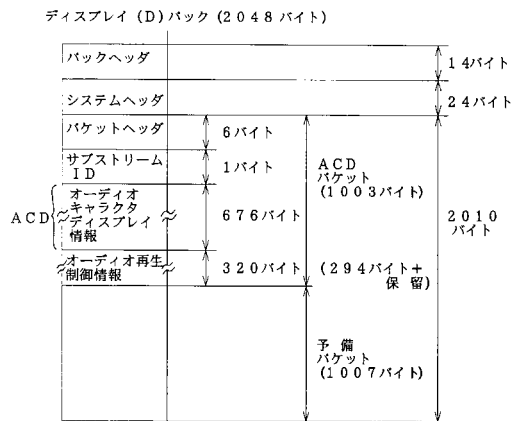 ディスプレイ (D) パック (2048バイト)
パックヘッダ
14バイト
システムヘッダ
24バイト
パケットヘッダ
6バイト
サブストリーム
ID
1バイト
ACD
パケット
(1003バイト)
ACD
オーディオ
キャラクタ
ディスプレイ
情報
676バイト
2010
バイト
オーディオ再生
制御情報
320バイト
(294バイト+
保留)
予備
パケット
(1007バイト)